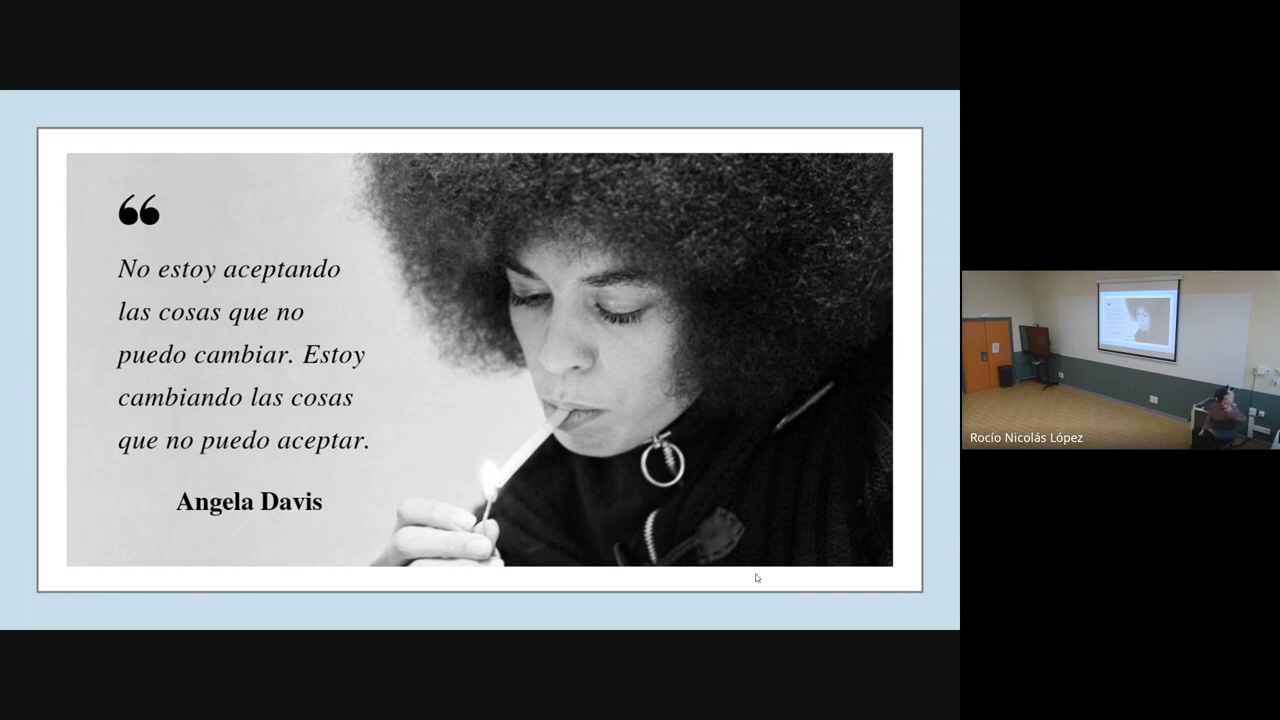 No estoy aceptando
las cosas que no
puedo cambiar. Estoy
cambiando las cosas
que no puedo aceptar.
Angela Davis
Rocío Nicolás López